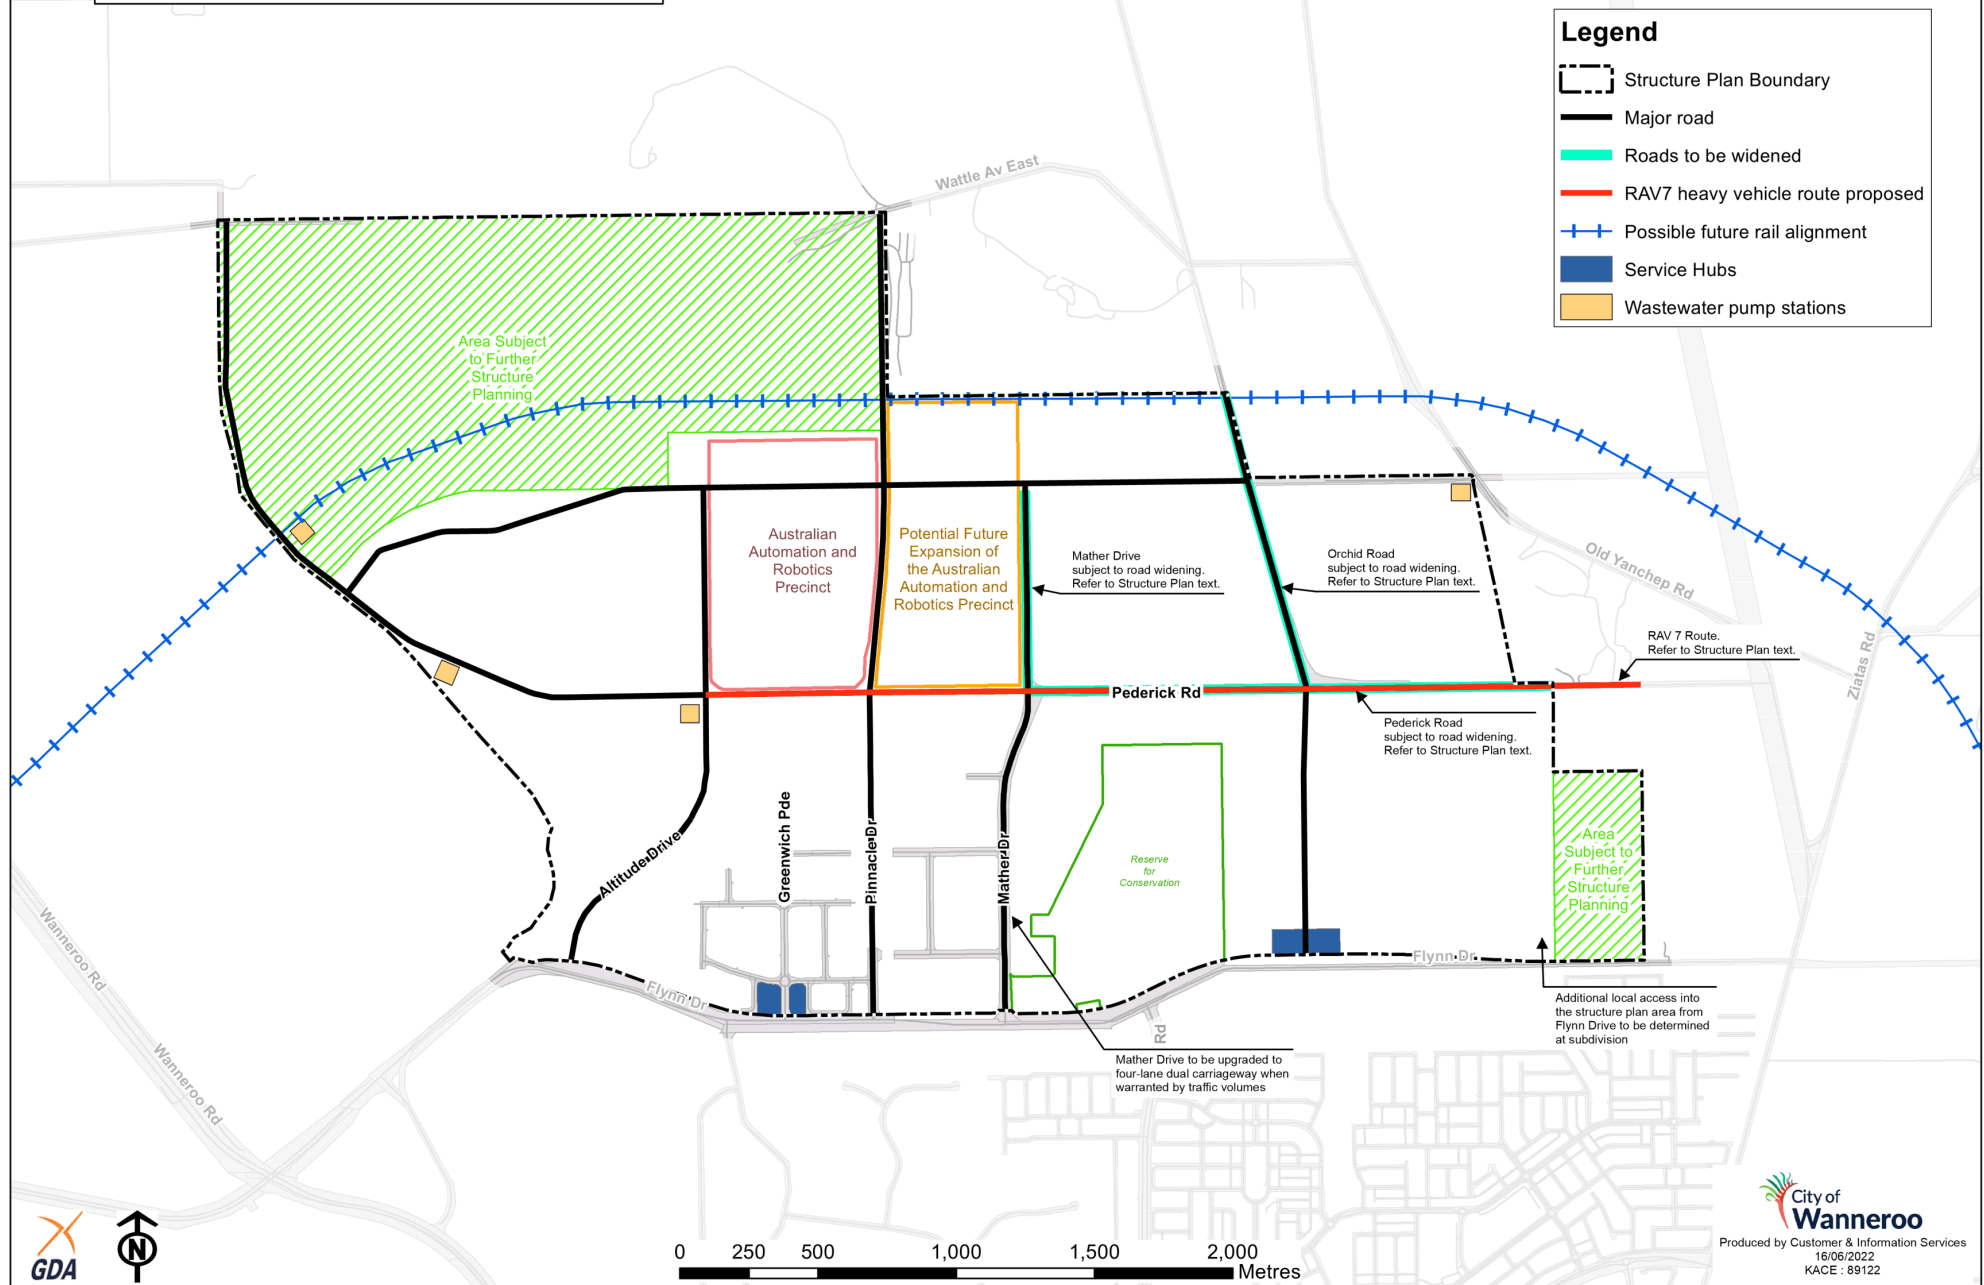 Legend
Structure Plan Boundary
Major road
Roads to be widened
RAV7 heavy vehicle route proposed
Possible future rail alignment
Service Hubs
Wastewater pump stations
Wattle Av East
Area Subject
to Further
Structure
Planning
Australian
Automation and
Robotics
Precinct
Potential Future
Expansion of
the Australian
Automation and
Robotics Precinct
Mather Drive
subject to road widening.
Refer to Structure Plan text.
Orchid Road
subject to road widening.
Refer to Structure Plan text.
Old Yanchep Rd
RAV 7 Route.
Refer to Structure Plan text.
Ziatas Rd
Pederick Rd
Pederick Road
subject to road widening.
Refer to Structure Plan text.
Altitude Drive
Greenwich Pde
Pinnacle Dr
Mather Dr
Reserve
for
Conservation
Area
Subject to
Further
Structure
Planning
Wanneroo Rd
Wanneroo Rd
Flynn Dr
Flynn Dr
Rd
Additional local access into
the structure plan area from
Flynn Drive to be determined
at subdivision
Mather Drive to be upgraded to
four-lane dual carriageway when
warranted by traffic volumes
GDA
N
0 250 500 1,000 1,500 2,000
Metres
City of
Wanneroo
Produced by Customer & Information Services
16/06/2022
KACE : 89122